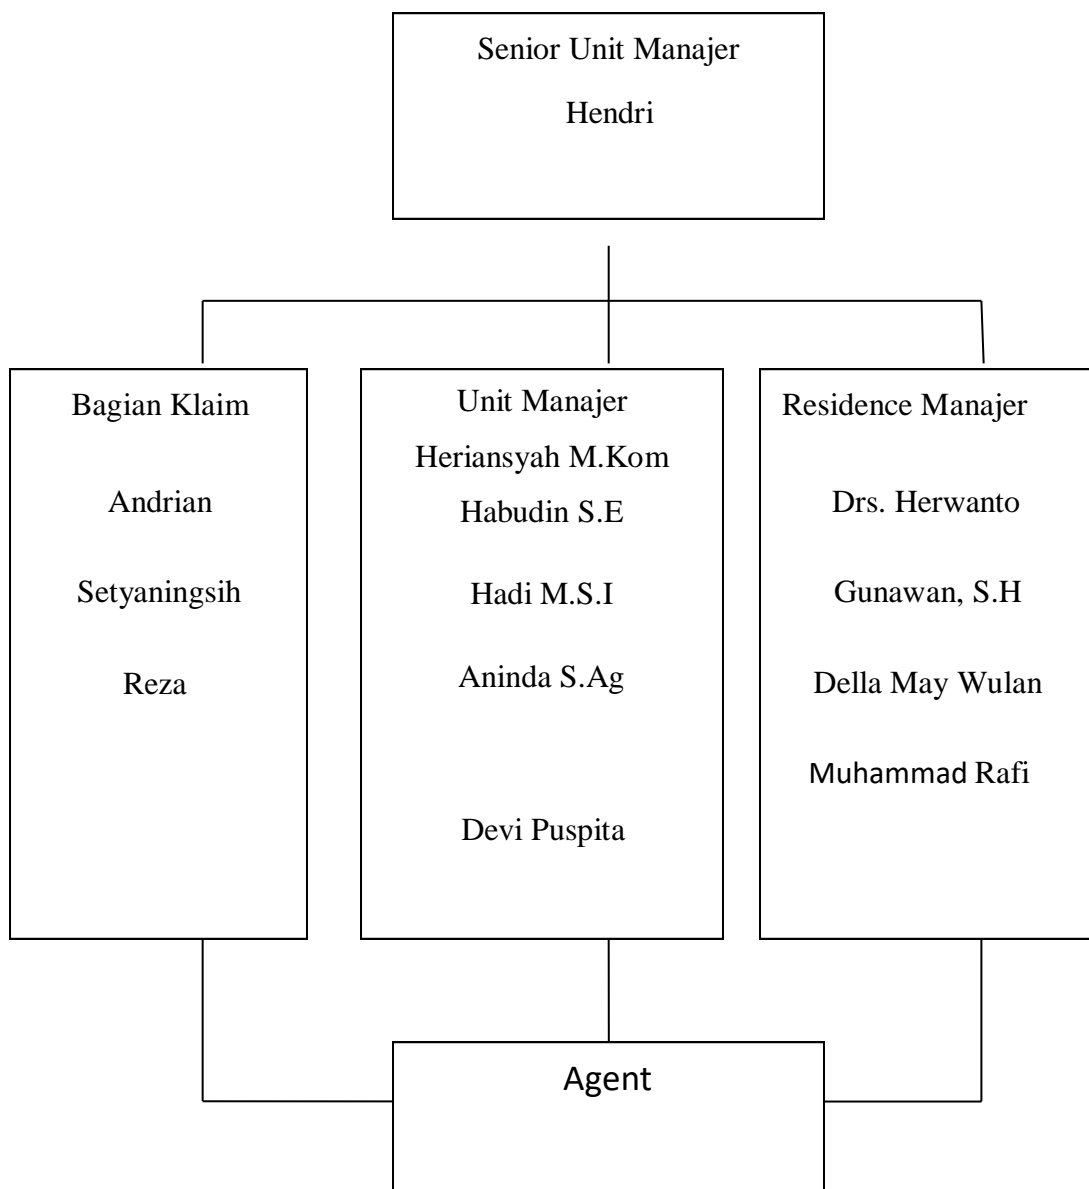 Senior Unit Manajer
Hendri
Bagian Klaim
Andrian
Setyaningsih
Reza
Unit Manajer
Heriansyah M.Kom
Habudin S.E
Hadi M.S.I
Aninda S.Ag
Devi Puspita
Residence Manajer
Drs. Herwanto
Gunawan, S.H
Della May Wulan
Muhammad Rafi
Agent